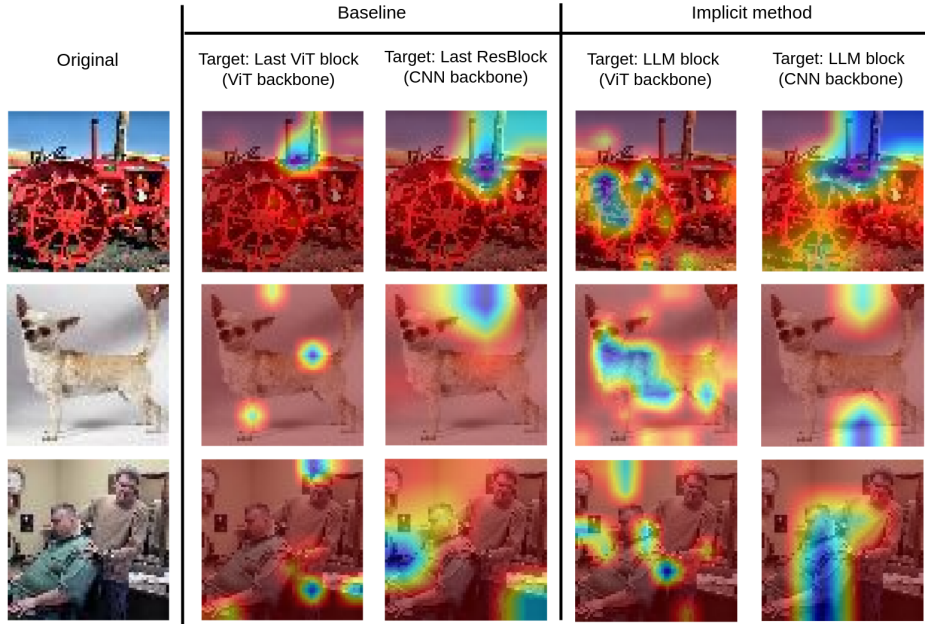 Baseline
Implicit method
Original
Target: Last ViT block
(ViT backbone)
Target: Last ResBlock
(CNN backbone)
Target: LLM block
(ViT backbone)
Target: LLM block
(CNN backbone)